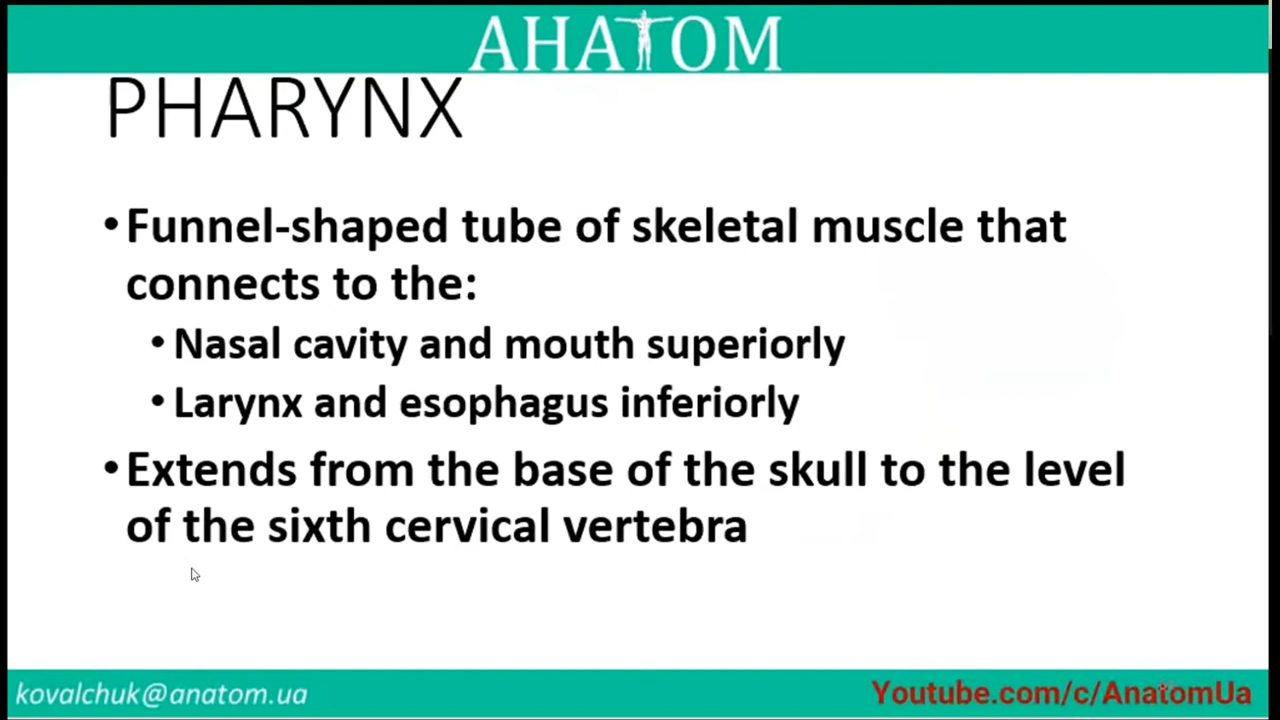 AHATOM
PHARYNX
•Funnel-shaped tube of skeletal muscle that
connects to the:
•Nasal cavity and mouth superiorly
•Larynx and esophagus inferiorly
•Extends from the base of the skull to the level
of the sixth cervical vertebra
kovalchuk@anatom.ua
Youtube.com/c/AnatomUa